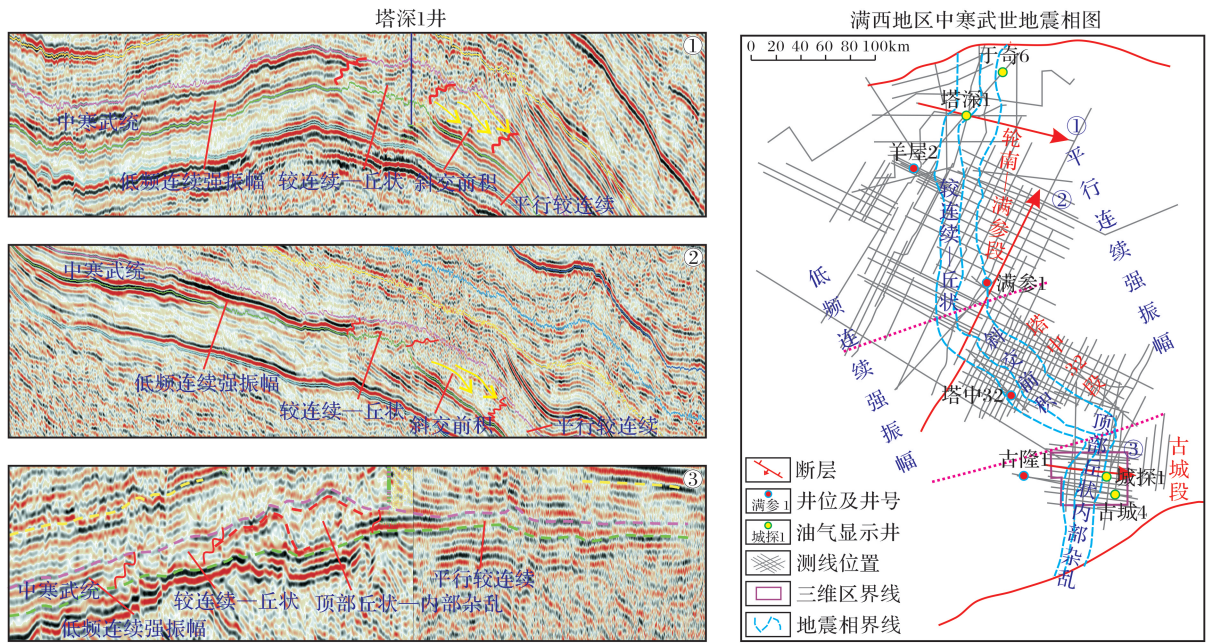 塔深1井
①
中寒武统
低频连续强振幅
较连续—丘状
斜交前积
平行较连续
②
中寒武统
低频连续强振幅
较连续—丘状
斜交前积
平行较连续
③
中寒武统
低频连续强振幅
较连续—丘状
顶部丘状—内部杂乱
平行较连续
满西地区中寒武世地震相图
0 20 40 60 80 100km
于奇6
塔深1
①
羊屋2
②
轮南—满参段
较连续—丘状
平行连续强振幅
低频连续强振幅
满参1
斜交前积
塔中32段
塔中32
顶部丘状内部杂乱
③
古隆1
城探1
古城4
古城段
断层
满参1
井位及井号
城探1
油气显示井
测线位置
三维区界线
地震相界线